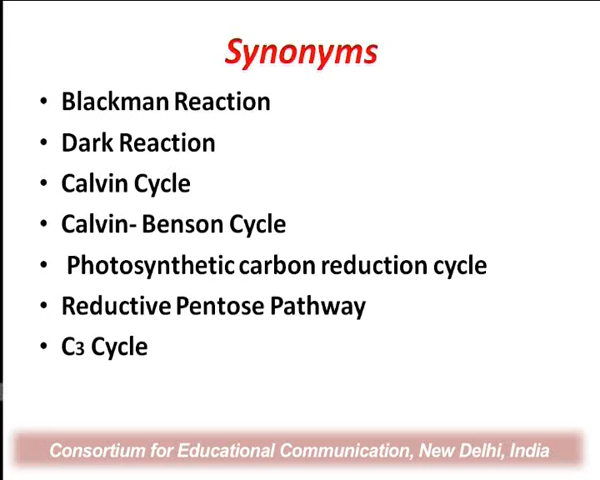 Synonyms
• Blackman Reaction
• Dark Reaction
• Calvin Cycle
• Calvin- Benson Cycle
• Photosynthetic carbon reduction cycle
• Reductive Pentose Pathway
• C3 Cycle
Consortium for Educational Communication, New Delhi, India